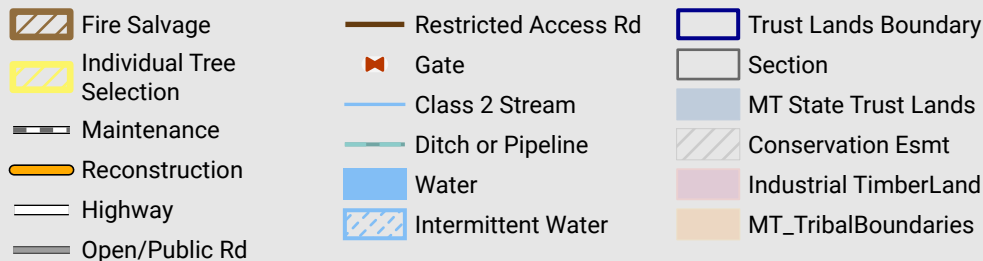 Fire Salvage
Individual Tree
Selection
Maintenance
Reconstruction
Highway
Open/Public Rd
Restricted Access Rd
Gate
Class 2 Stream
Ditch or Pipeline
Water
Intermittent Water
Trust Lands Boundary
Section
MT State Trust Lands
Conservation Esmt
Industrial TimberLand
MT_TribalBoundaries